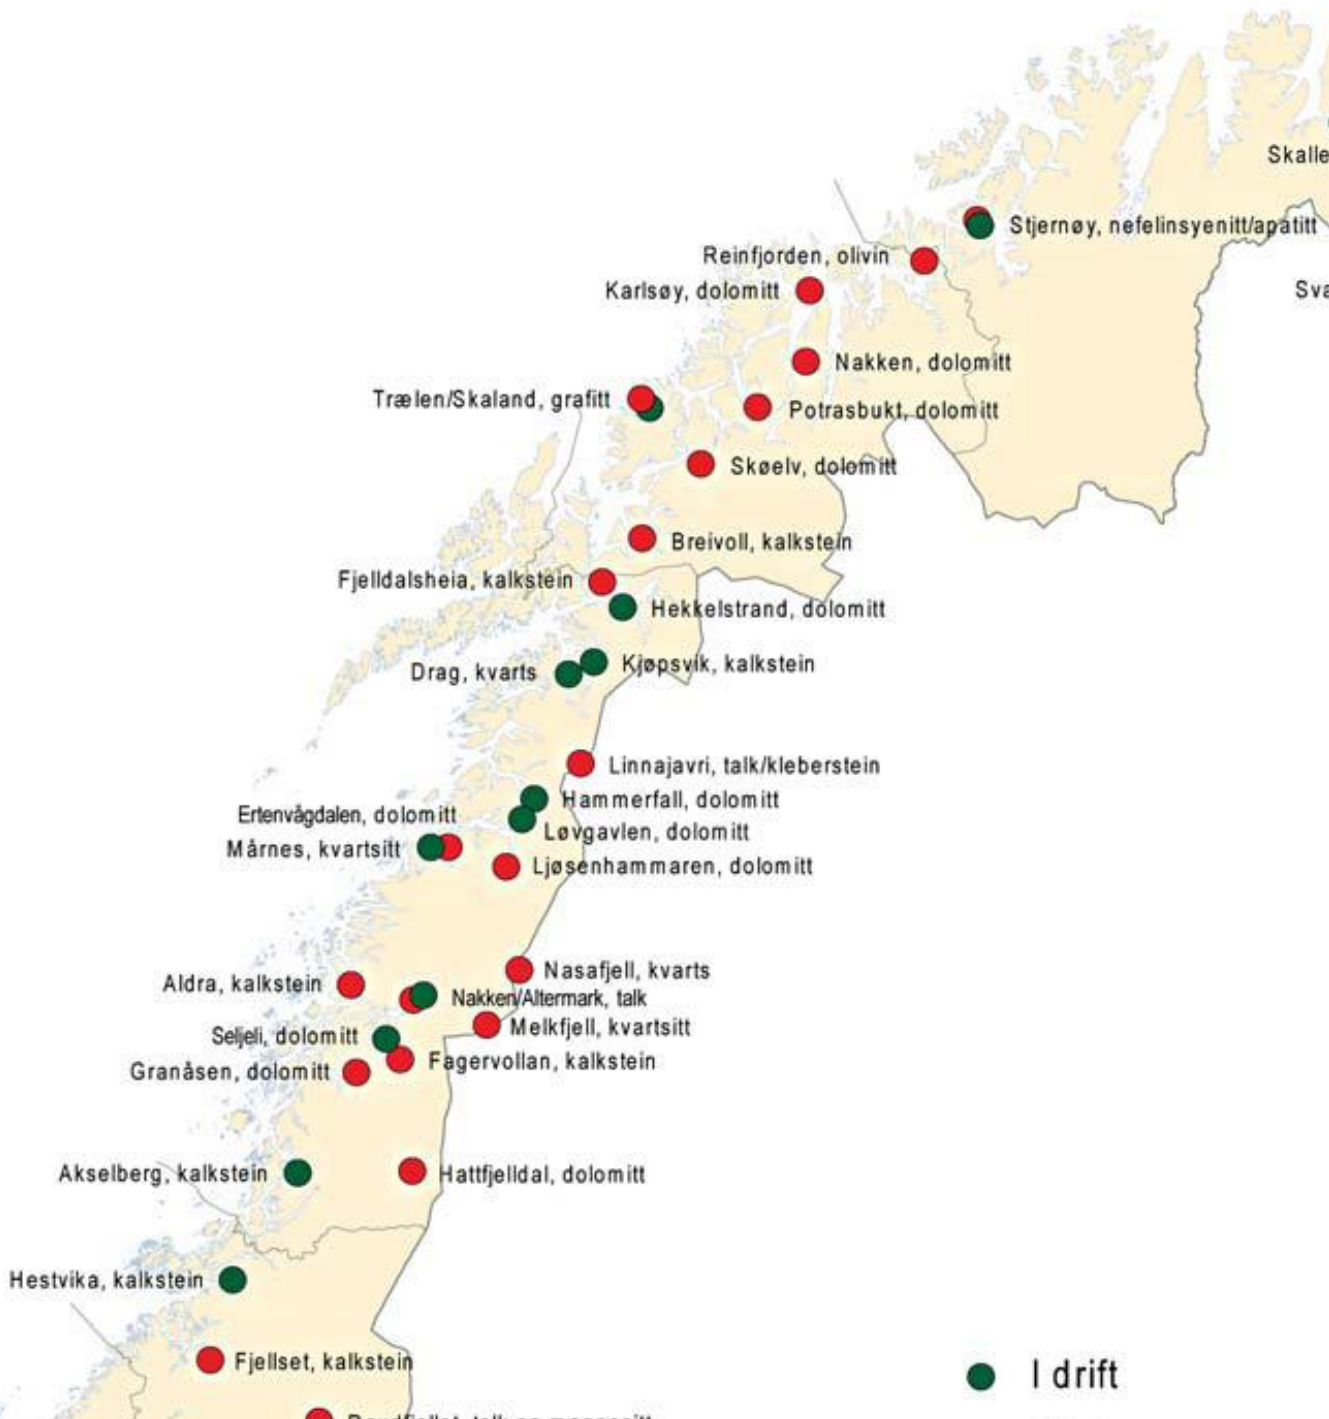 Skalle
Stjernøy, nefelinsyenitt/apatitt
Reinfjorden, olivin
Karlsøy, dolomitt
Sva
Nakken, dolomitt
Trælen/Skaland, grafitt
Potrasbukt, dolomitt
Skøelv, dolomitt
Breivoll, kalkstein
Fjelldalsheia, kalkstein
Hekkelstrand, dolomitt
Kjøpsvik, kalkstein
Drag, kvarts
Linnajavri, talk/kleberstein
Hammerfall, dolomitt
Ertenvågdalen, dolomitt
Løvgavlen, dolomitt
Mårnes, kvartsitt
Ljøsenhammaren, dolomitt
Nasafjell, kvarts
Aldra, kalkstein
Nakken/Altermark, talk
Melkfjell, kvartsitt
Seljeli, dolomitt
Fagervollan, kalkstein
Granåsen, dolomitt
Akselberg, kalkstein
Hattfjelldal, dolomitt
Hestvika, kalkstein
Fjellset, kalkstein
I drift